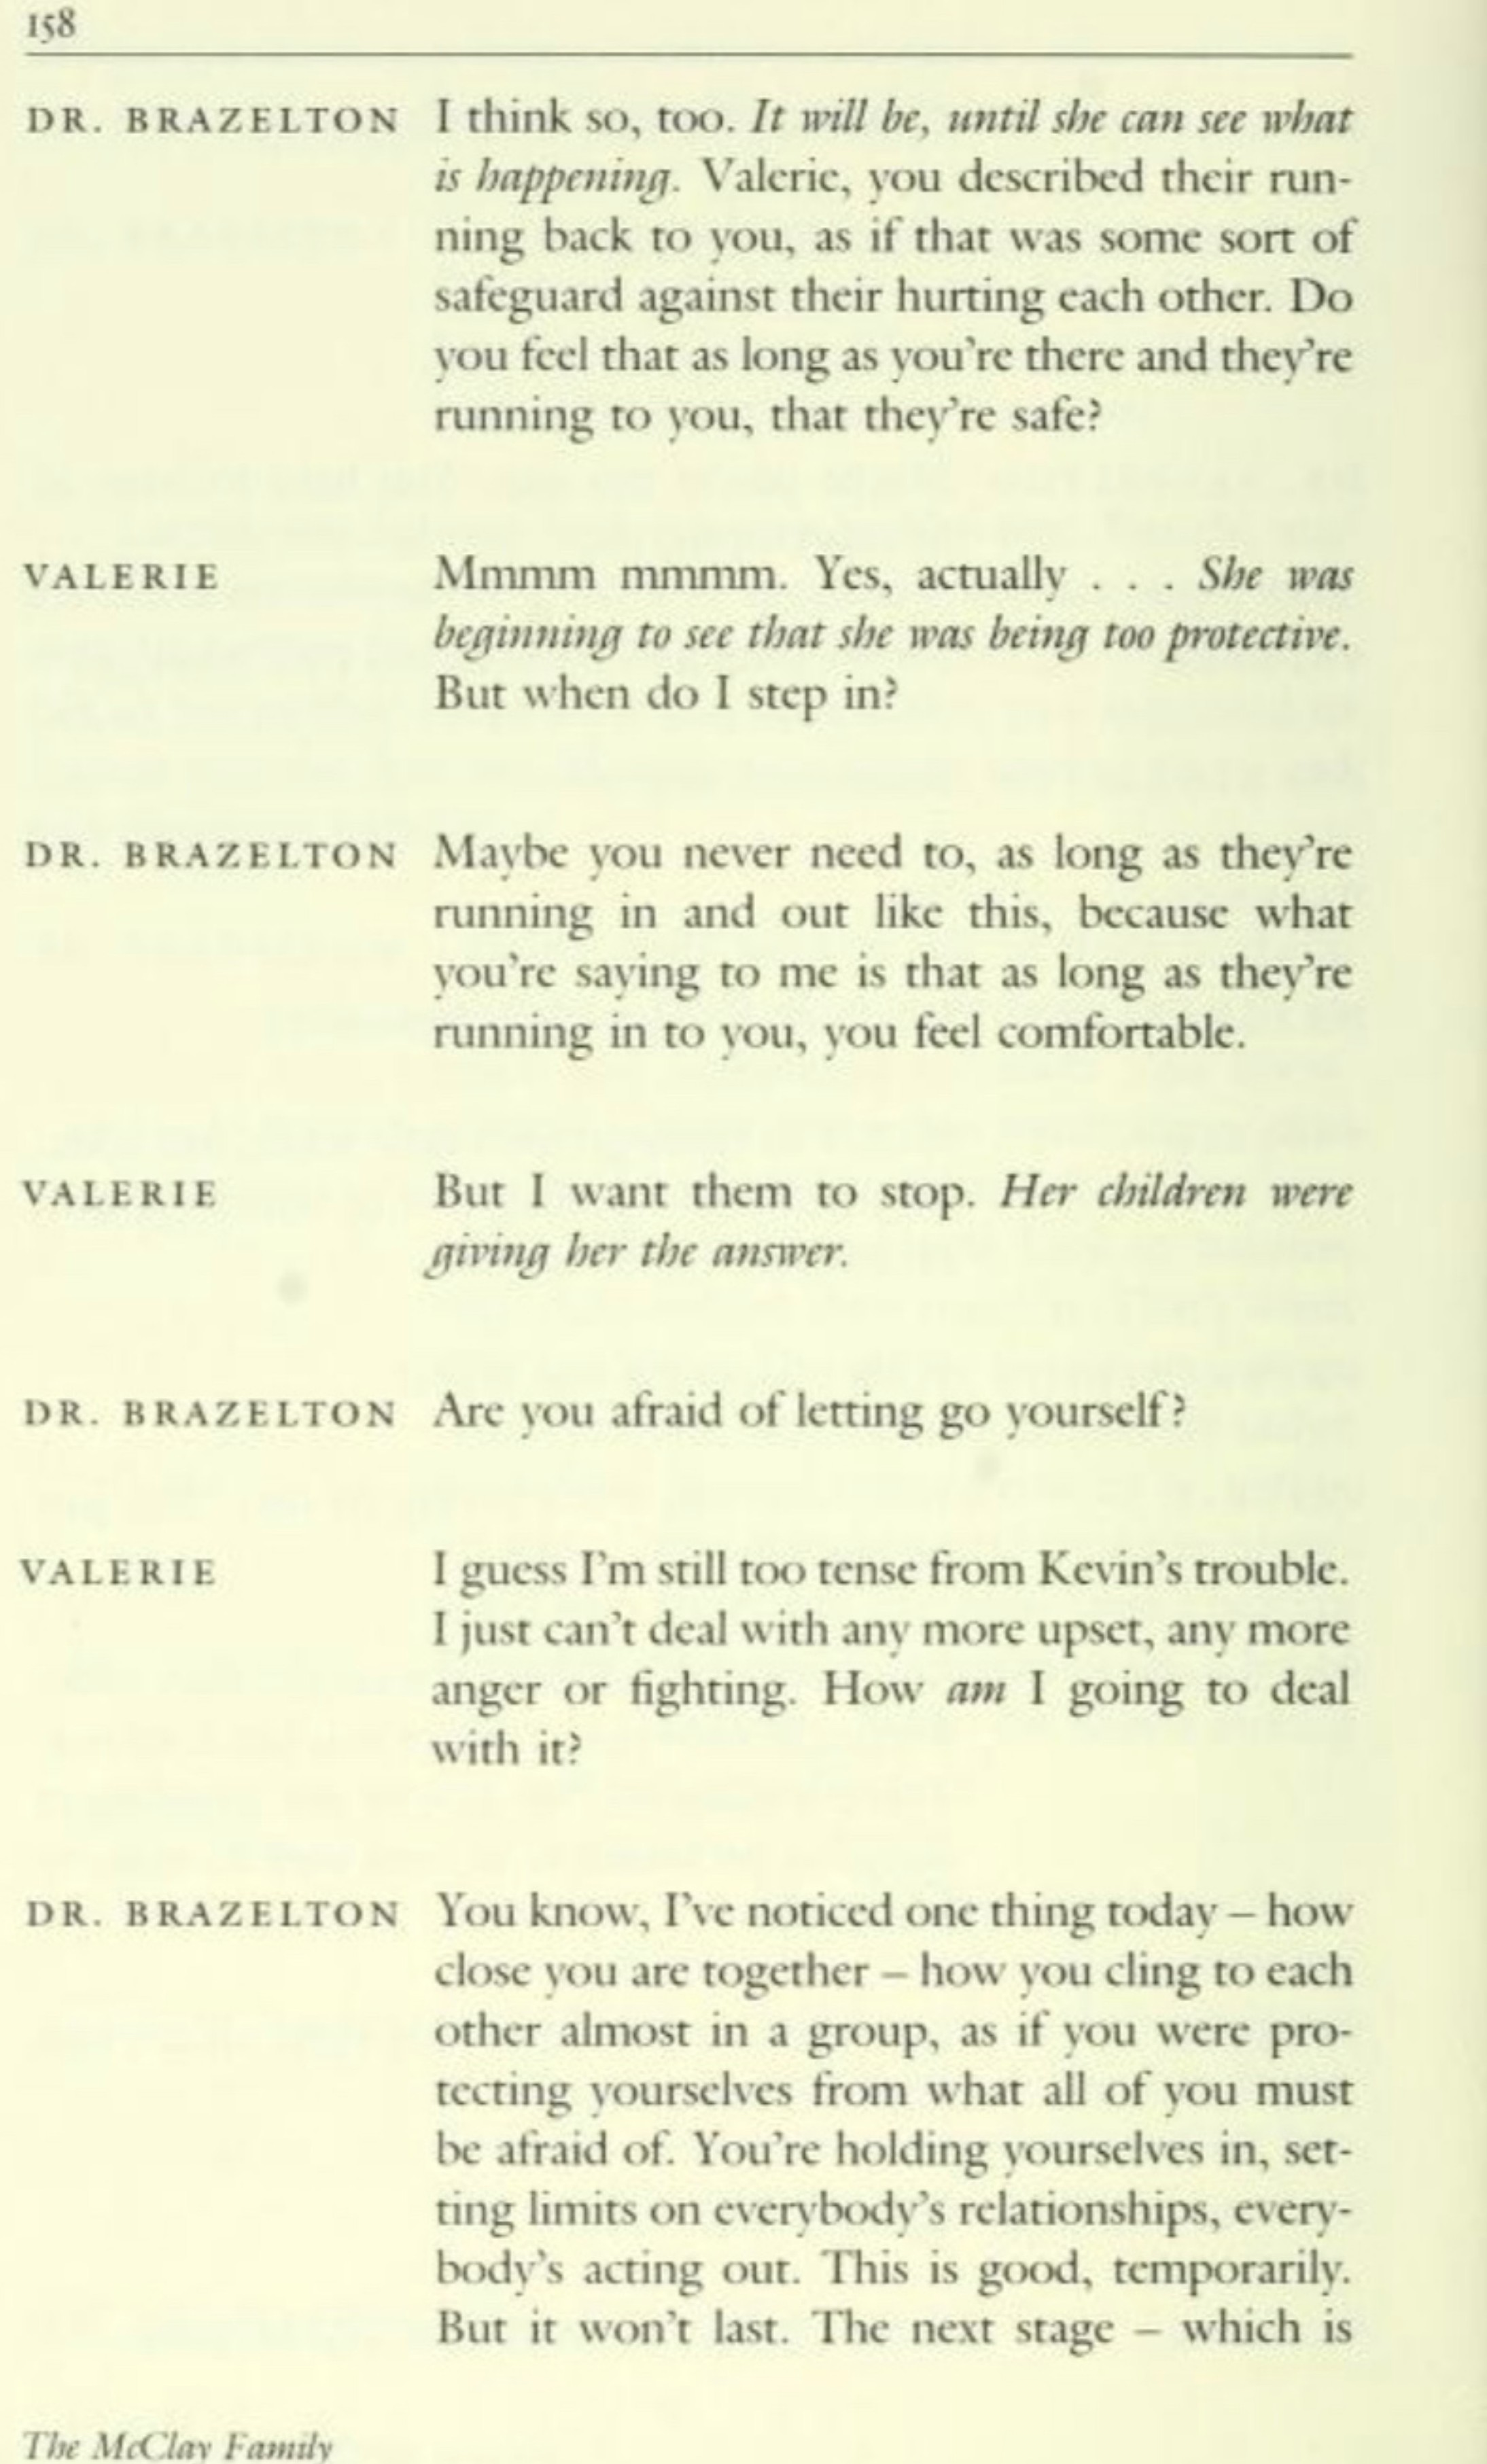 158
DR. BRAZELTON I think so, too. It will be, until she can see what
is happening. Valerie, you described their run-
ning back to you, as if that was some sort of
safeguard against their hurting each other. Do
you feel that as long as you're there and they're
running to you, that they're safe?
VALERIE Mmmm mmmm. Yes, actually . . . She was
beginning to see that she was being too protective.
But when do I step in?
DR. BRAZELTON Maybe you never need to, as long as they're
running in and out like this, because what
you're saying to me is that as long as they're
running in to you, you feel comfortable.
VALERIE But I want them to stop. Her children were
giving her the answer.
DR. BRAZELTON Are you afraid of letting go yourself?
VALERIE I guess I'm still too tense from Kevin's trouble.
I just can't deal with any more upset, any more
anger or fighting. How am I going to deal
with it?
DR. BRAZELTON You know, I've noticed one thing today – how
close you are together – how you cling to each
other almost in a group, as if you were pro-
tecting yourselves from what all of you must
be afraid of. You're holding yourselves in, set-
ting limits on everybody's relationships, every-
body's acting out. This is good, temporarily.
But it won't last. The next stage – which is
The McClay Family